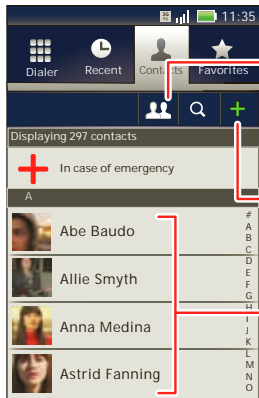 3G 11:35
Dialer Recent Contacts Favorites
+
Displaying 297 contacts
In case of emergency
A
Abe Baudo
Allie Smyth
Anna Medina
Astrid Fanning
#
A
B
C
D
E
F
G
H
I
J
K
L
M
N
O